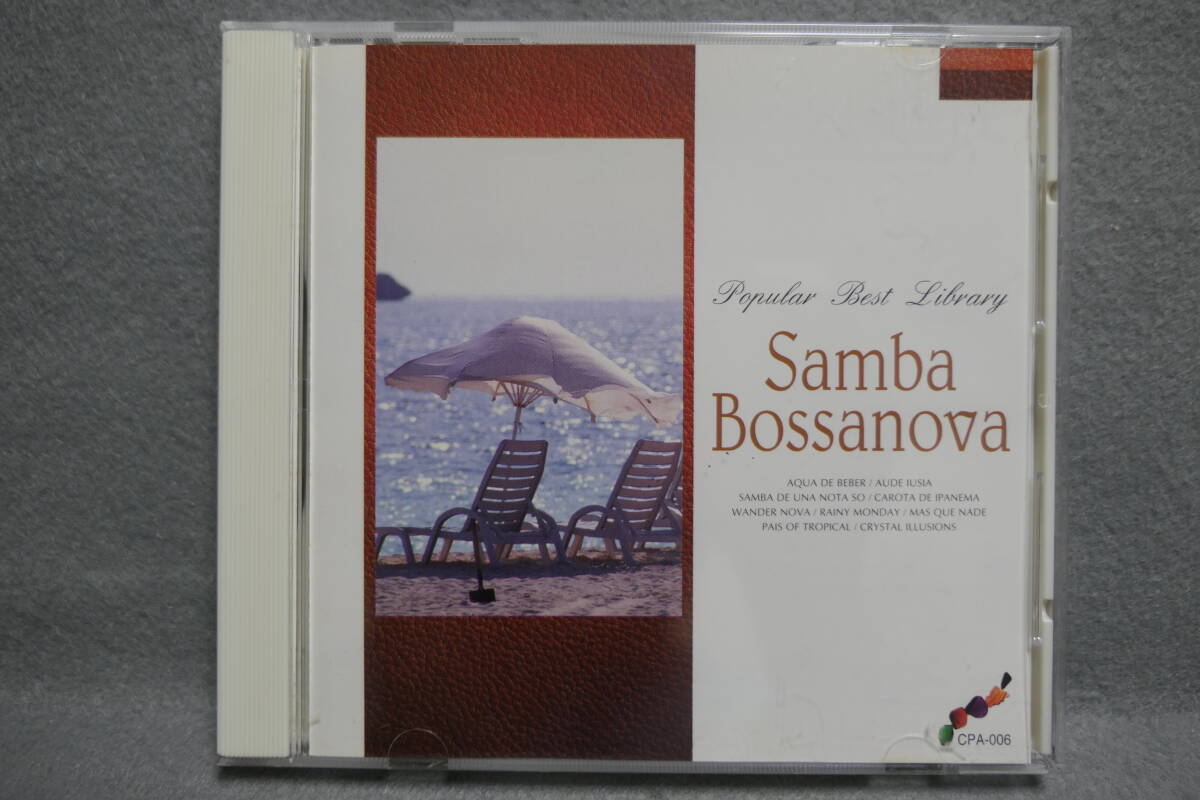 Popular Best Library
Samba
Bossanova
AQUA DE BEBER / AUDE IUSIA
SAMBA DE UNA NOTA SO / CAROTA DE IPANEMA
WANDER NOVA / RAINY MONDAY / MAS QUE NADE
PAIS OF TROPICAL / CRYSTAL ILLUSIONS
CPA-006